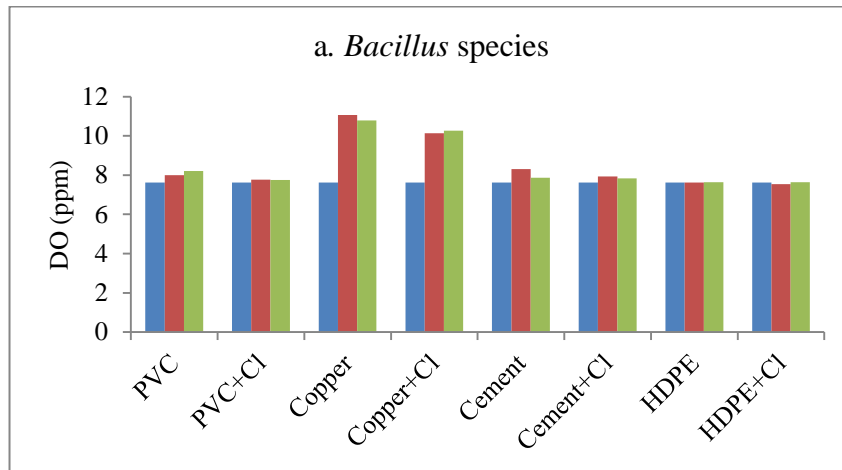 a. Bacillus species
12
10
8
6
4
2
0
DO (ppm)
PVC
PVC+Cl
Copper
Copper+Cl
Cement
Cement+Cl
HDPE
HDPE+Cl